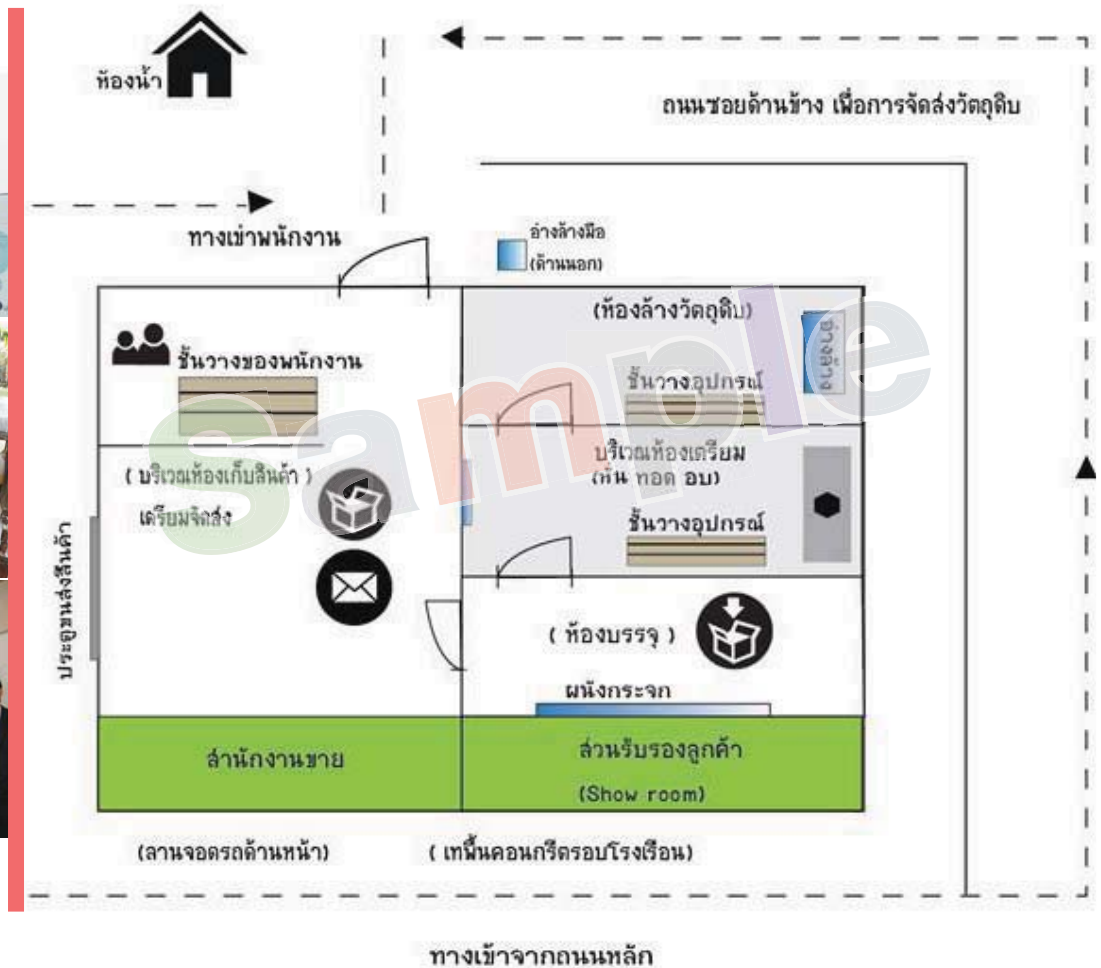 ห้องน้ำ
ถนนซอยด้านข้าง เพื่อการจัดส่งวัตถุดิบ
ทางเข้าพนักงาน
อ่างล้างมือ
(ด้านนอก)
(ห้องล้างวัตถุดิบ)
อ่างล้าง
ชั้นวางของพนักงาน
ชั้นวางอุปกรณ์
บริเวณห้องเตรียม
(หั่น ทอด อบ)
( บริเวณห้องเก็บสินค้า )
เตรียมจัดส่ง
ชั้นวางอุปกรณ์
ประตูขนส่งสินค้า
( ห้องบรรจุ )
ผนังกระจก
สำนักงานขาย
ส่วนรับรองลูกค้า
(Show room)
(ลานจอดรถด้านหน้า)
( เทพื้นคอนกรีตรอบโรงเรือน)
ทางเข้าจากถนนหลัก
Sample